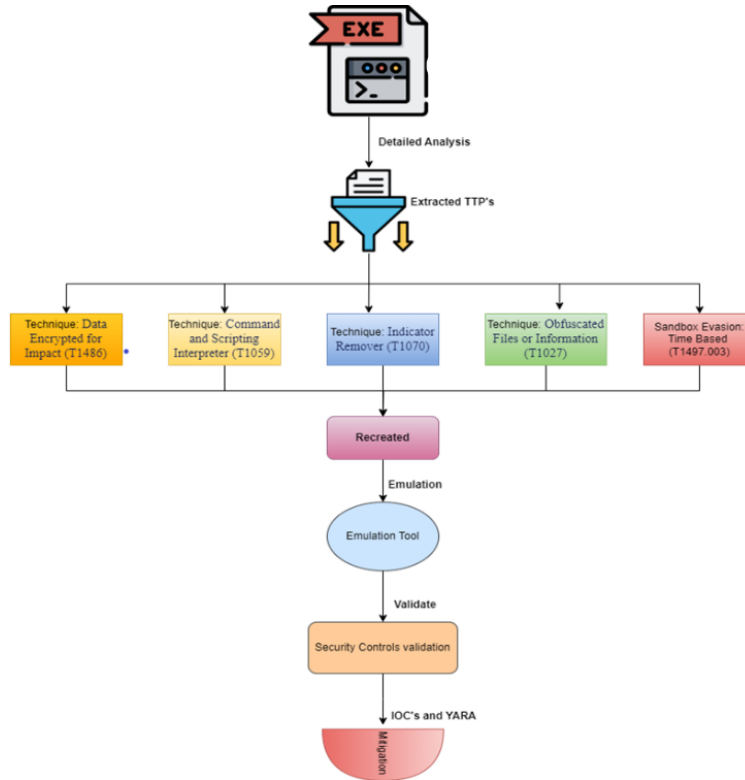 EXE
>_
Detailed Analysis
Extracted TTP's
Technique: Data
Encrypted for
Impact (T1486)
Technique: Command
and Scripting
Interpreter (T1059)
Technique: Indicator
Remover (T1070)
Technique: Obfuscated
Files or Information
(T1027)
Sandbox Evasion: Time
Based
(T1497.003)
Recreated
Emulation
Emulation Tool
Validate
Security Controls validation
IOC's and YARA
Mitigation